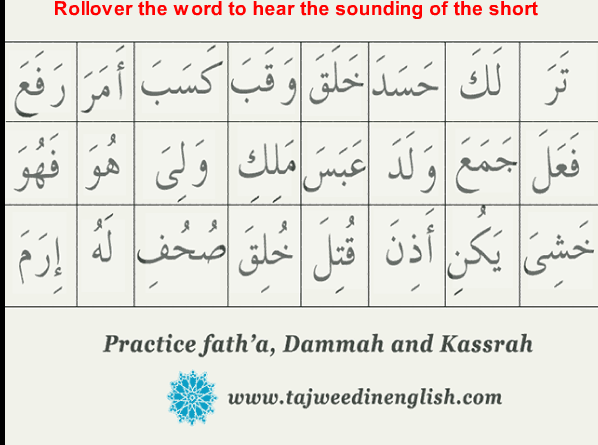 Rollover the word to hear the sounding of the short
تَرَ لَكَ حَسَدَ خَلَقَ وَقَبَ كَسَبَ أَمَرَ رَفَعَ
فَعَلَ جَمَعَ وَلَدَ عَبَسَ مَلِكِ وَلِىَ هُوَ فَهُوَ
خَشِىَ يَكُنِ أَذِنَ قُتِلَ خُلِقَ صُحُفِ لَهُ إِرَمَ
Practice fath’a, Dammah and Kassrah
www.tajweedinenglish.com